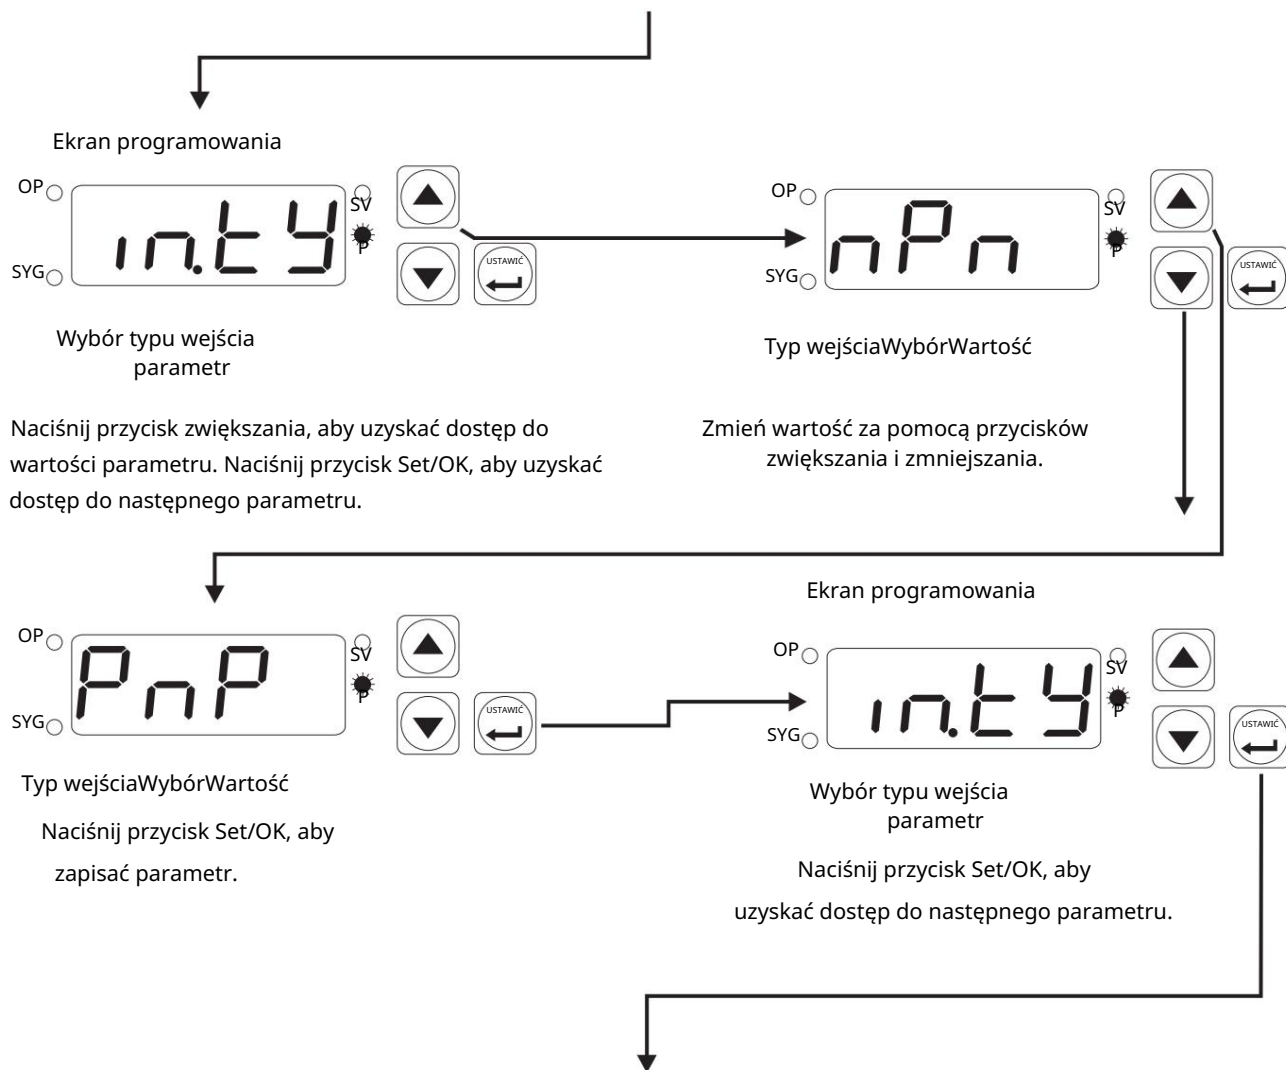 Ekran programowania
OP
in.ty
SV
P
SYG
USTAWIĆ
Wybór typu wejścia
parametr
Naciśnij przycisk zwiększania, aby uzyskać dostęp do
wartości parametru. Naciśnij przycisk Set/OK, aby uzyskać
dostęp do następnego parametru.
OP
nPn
SV
P
SYG
USTAWIĆ
Typ wejściaWybórWartość
Zmień wartość za pomocą przycisków
zwiększania i zmniejszania.
OP
PnP
SV
P
SYG
USTAWIĆ
Typ wejściaWybórWartość
Naciśnij przycisk Set/OK, aby
zapisać parametr.
Ekran programowania
OP
in.ty
SV
P
SYG
USTAWIĆ
Wybór typu wejścia
parametr
Naciśnij przycisk Set/OK, aby
uzyskać dostęp do następnego parametru.